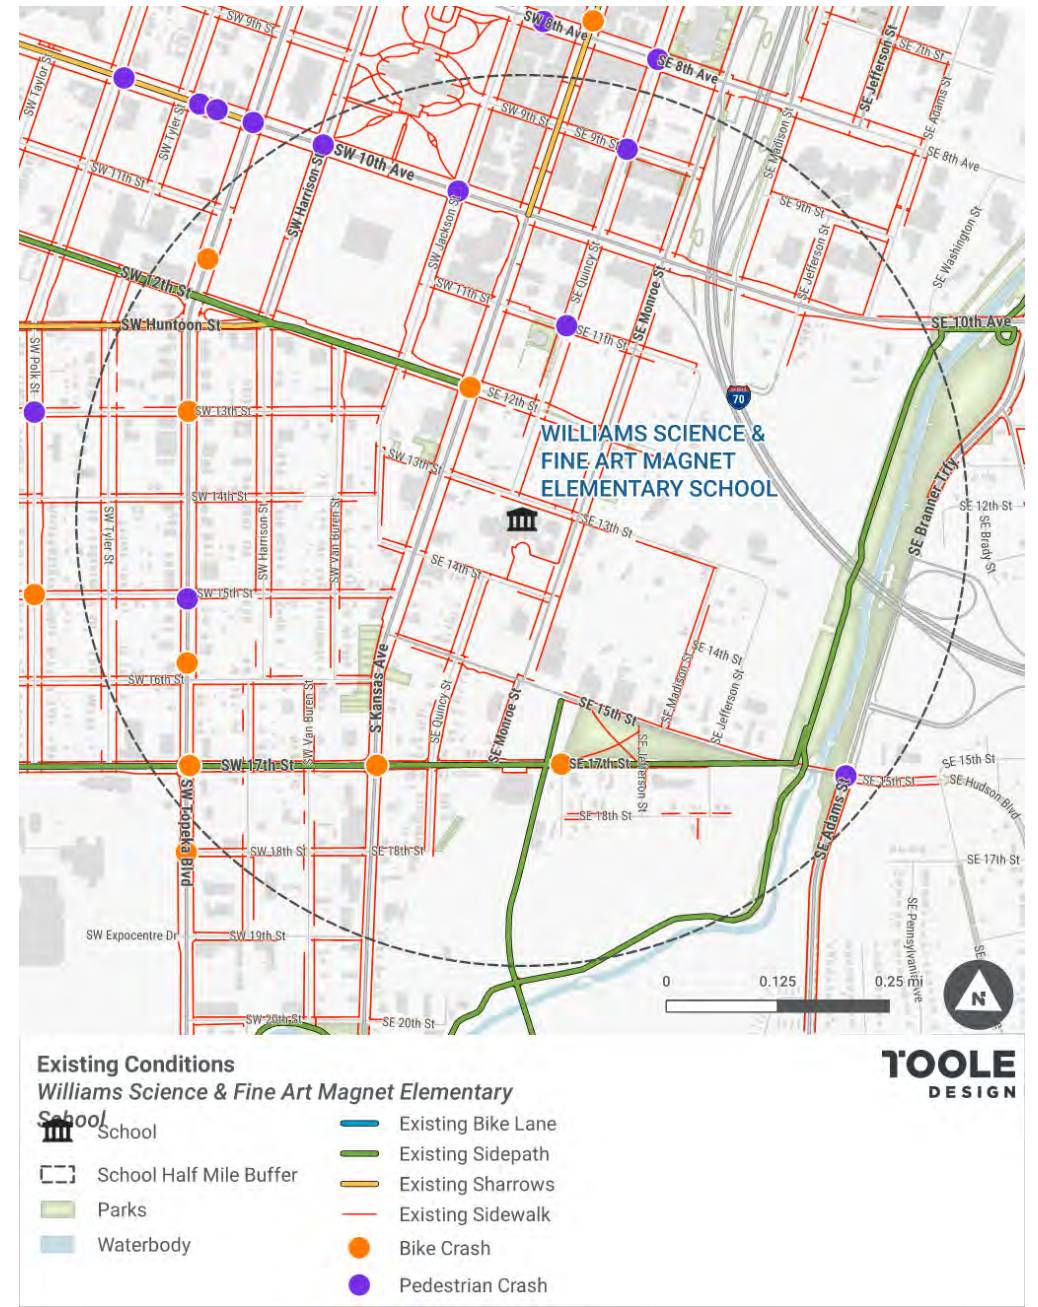 SW 9th St
SW 8th Ave
SE 8th Ave
SE 7th St
SE Jefferson St
SE Adams St
SW Taylor St
SW Tyler St
SW 9th St
SE 9th St
SE Madison St
SE 8th Ave
SW 10th Ave
SW 11th St
SW Harrison St
SW Jackson St
SE 9th St
SE Washington St
SE Jefferson St
SE Quincy St
SE Monroe St
SW 12th St
SW 11th St
SW Huntoon St
SE 11th St
SE 10th Ave
SW Polk St
70
SW 13th St
SE 12th St
WILLIAMS SCIENCE &
FINE ART MAGNET
ELEMENTARY SCHOOL
SW 13th St
SW 14th St
SE 13th St
SE Branner Trfy
SE 12th St
SE Brady St
SW Tyler St
SW Harrison St
SW Van Buren St
SE 14th St
SW 15th St
SE 14th St
SW 16th St
S Kansas Ave
SE Quincy St
SE Monroe St
SE 15th St
SE Madison St
SE Jefferson St
SW Van Buren St
SW 17th St
SE 17th St
SE Jefferson St
SE 15th St
SE 15th St
SE Hudson Blvd
SW Topeka Blvd
SE 18th St
SE Adams St
SW 18th St
SE 18th St
SE 17th St
SE Pennsylvania Ave
SW Expocentre Dr
SW 19th St
SE
0 0.125 0.25 mi
N
SW 20th St
SE 20th St
Existing Conditions
Williams Science & Fine Art Magnet Elementary
School
School
School Half Mile Buffer
Parks
Waterbody
Existing Bike Lane
Existing Sidepath
Existing Sharrows
Existing Sidewalk
Bike Crash
Pedestrian Crash
TOOLE
DESIGN